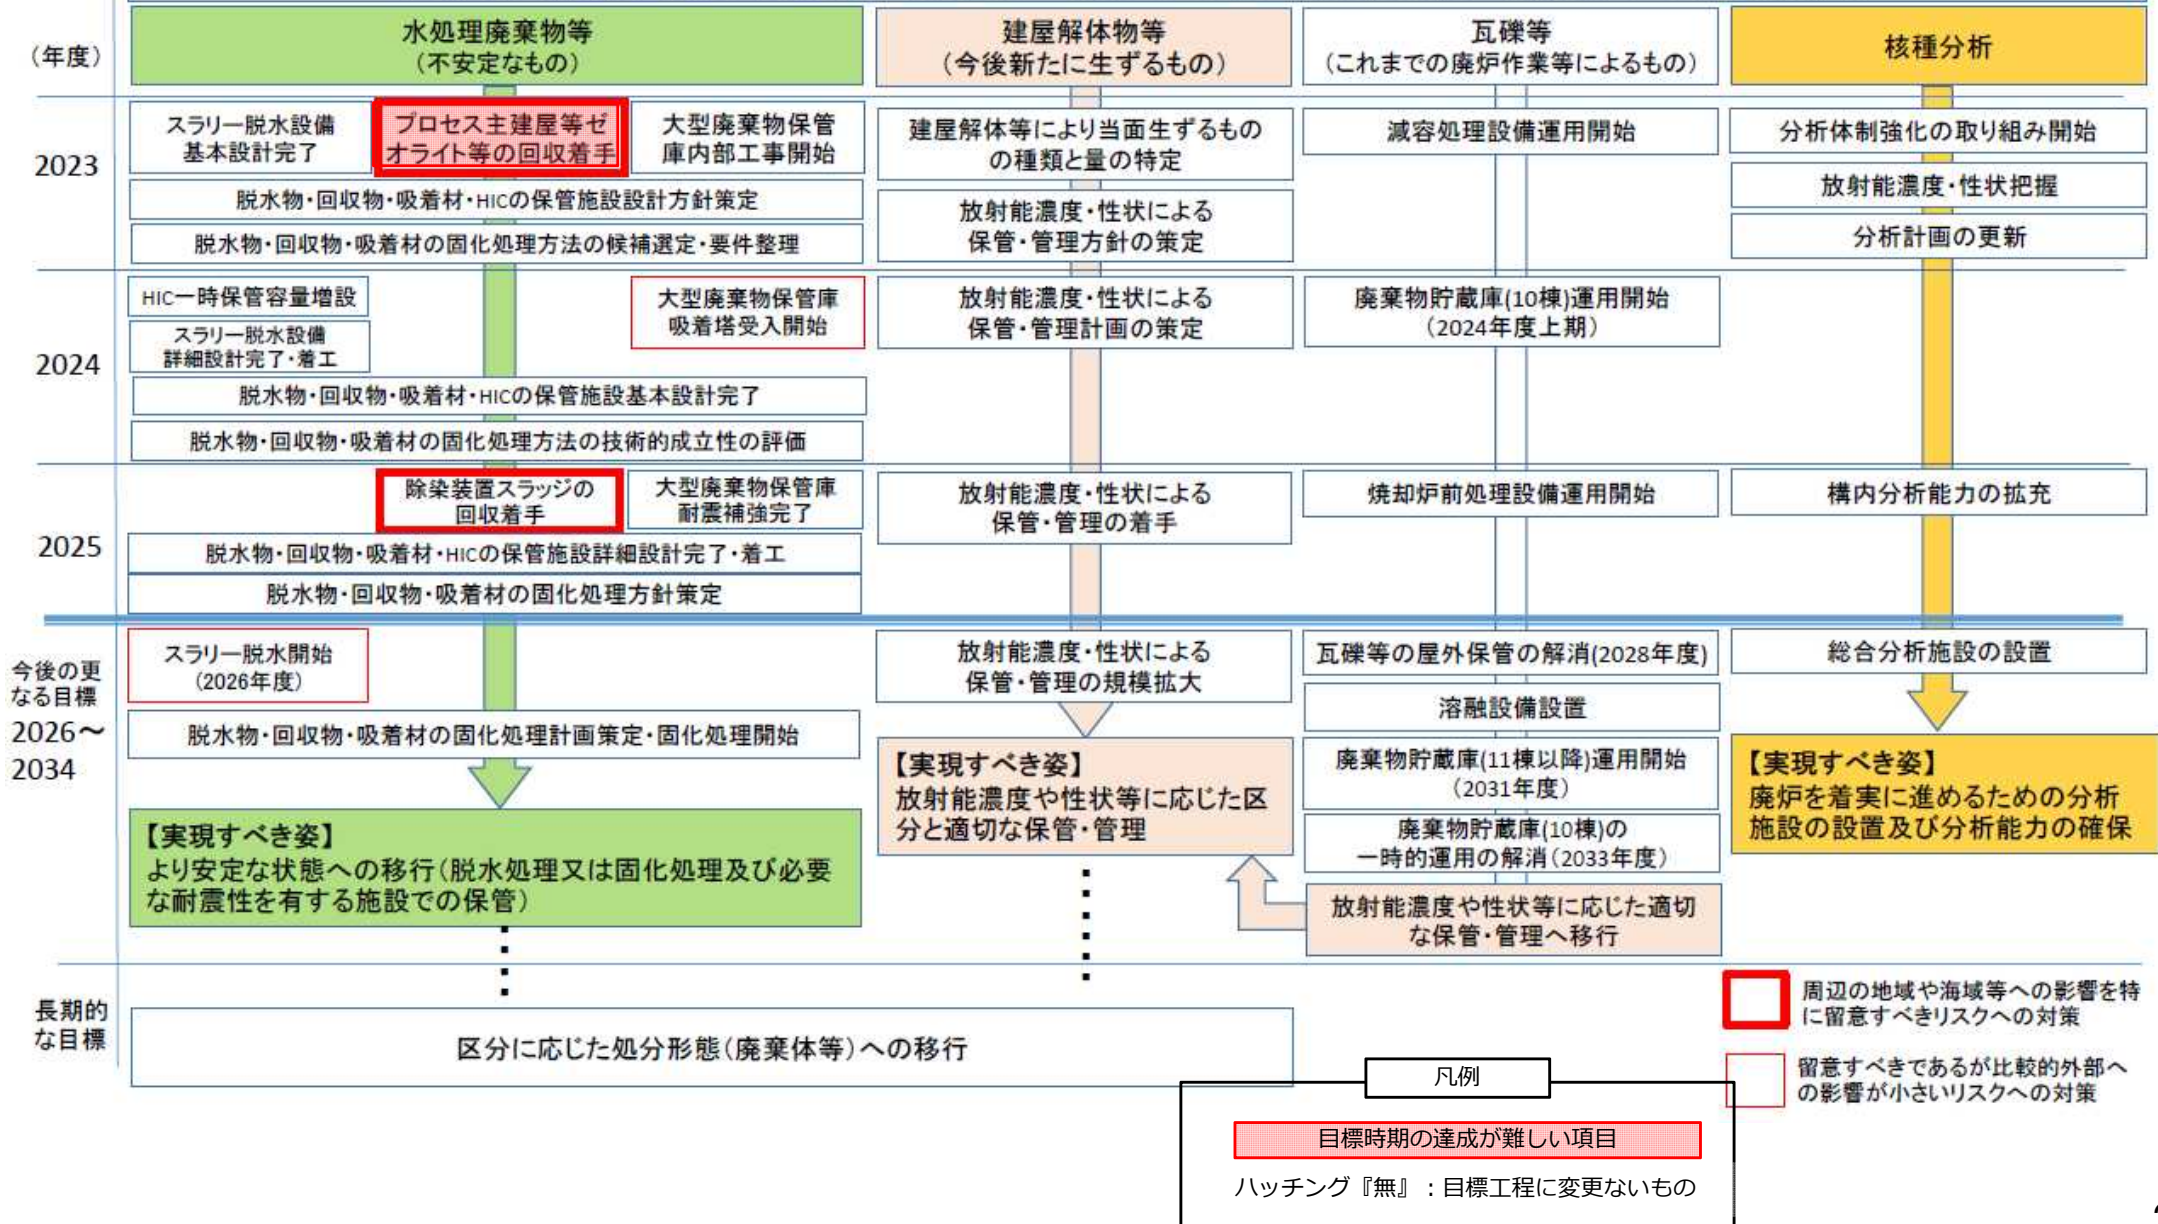 (年度)
水処理廃棄物等
(不安定なもの)
建屋解体物等
(今後新たに生ずるもの)
瓦礫等
(これまでの廃炉作業等によるもの)
核種分析
2023
スラリー脱水設備
基本設計完了
プロセス主建屋等ゼ
オライト等の回収着手
大型廃棄物保管
庫内部工事開始
脱水物・回収物・吸着材・HICの保管施設設計方針策定
脱水物・回収物・吸着材の固化処理方法の候補選定・要件整理
建屋解体等により当面生ずるもの
の種類と量の特定
放射能濃度・性状による
保管・管理方針の策定
減容処理設備運用開始
分析体制強化の取り組み開始
放射能濃度・性状把握
分析計画の更新
2024
HIC一時保管容量増設
スラリー脱水設備
詳細設計完了・着工
大型廃棄物保管庫
吸着塔受入開始
脱水物・回収物・吸着材・HICの保管施設基本設計完了
脱水物・回収物・吸着材の固化処理方法の技術的成立性の評価
放射能濃度・性状による
保管・管理計画の策定
廃棄物貯蔵庫(10棟)運用開始
(2024年度上期)
2025
除染装置スラッジの
回収着手
大型廃棄物保管庫
耐震補強完了
脱水物・回収物・吸着材・HICの保管施設詳細設計完了・着工
脱水物・回収物・吸着材の固化処理方針策定
放射能濃度・性状による
保管・管理の着手
焼却炉前処理設備運用開始
構内分析能力の拡充
今後の更
なる目標
2026～
2034
スラリー脱水開始
(2026年度)
脱水物・回収物・吸着材の固化処理計画策定・固化処理開始
【実現すべき姿】
より安定な状態への移行(脱水処理又は固化処理及び必要
な耐震性を有する施設での保管)
放射能濃度・性状による
保管・管理の規模拡大
【実現すべき姿】
放射能濃度や性状等に応じた区
分と適切な保管・管理
瓦礫等の屋外保管の解消(2028年度)
溶融設備設置
廃棄物貯蔵庫(11棟以降)運用開始
(2031年度)
廃棄物貯蔵庫(10棟)の
一時的運用の解消(2033年度)
放射能濃度や性状等に応じた適切
な保管・管理へ移行
総合分析施設の設置
【実現すべき姿】
廃炉を着実に進めるための分析
施設の設置及び分析能力の確保
長期的
な目標
区分に応じた処分形態(廃棄体等)への移行
周辺の地域や海域等への影響を特
に留意すべきリスクへの対策
留意すべきであるが比較的外部へ
の影響が小さいリスクへの対策
凡例
目標時期の達成が難しい項目
ハッチング『無』:目標工程に変更ないもの